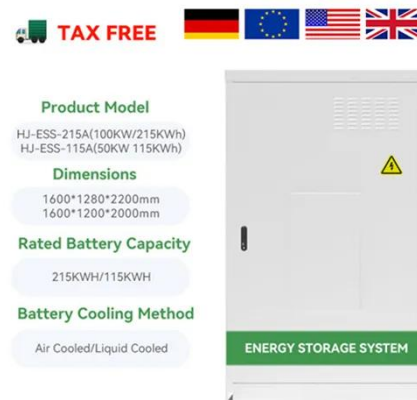 TAX FREE
Product Model
HJ-ESS-215A(100KW/215KWh)
HJ-ESS-115A(50KW 115KWh)
Dimensions
1600*1280*2200mm
1600*1200*2000mm
Rated Battery Capacity
215KWH/115KWH
Battery Cooling Method
Air Cooled/Liquid Cooled
ENERGY STORAGE SYSTEM